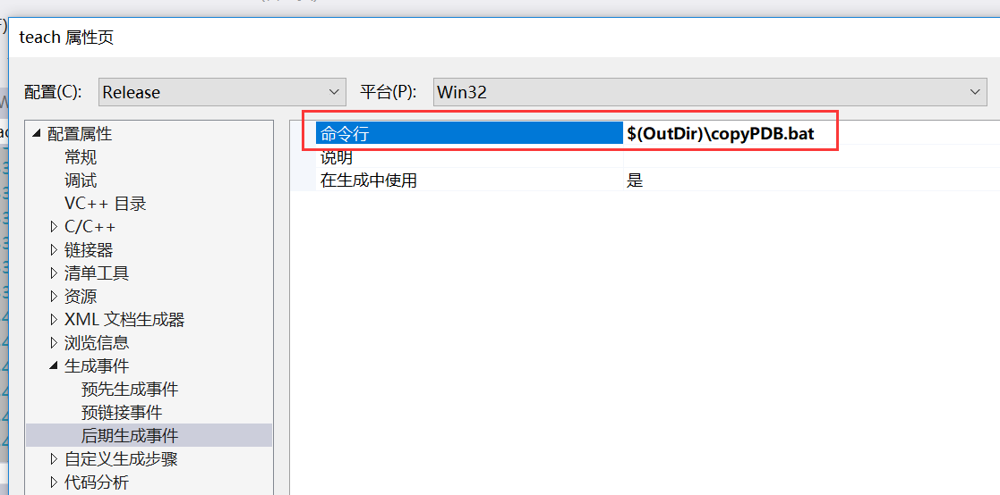 teach 属性页
配置(C): Release 平台(P): Win32
配置属性
常规
调试
VC++ 目录
C/C++
链接器
清单工具
资源
XML 文档生成器
浏览信息
生成事件
预先生成事件
预链接事件
后期生成事件
自定义生成步骤
代码分析
命令行 $(OutDir)\copyPDB.bat
说明
在生成中使用 是